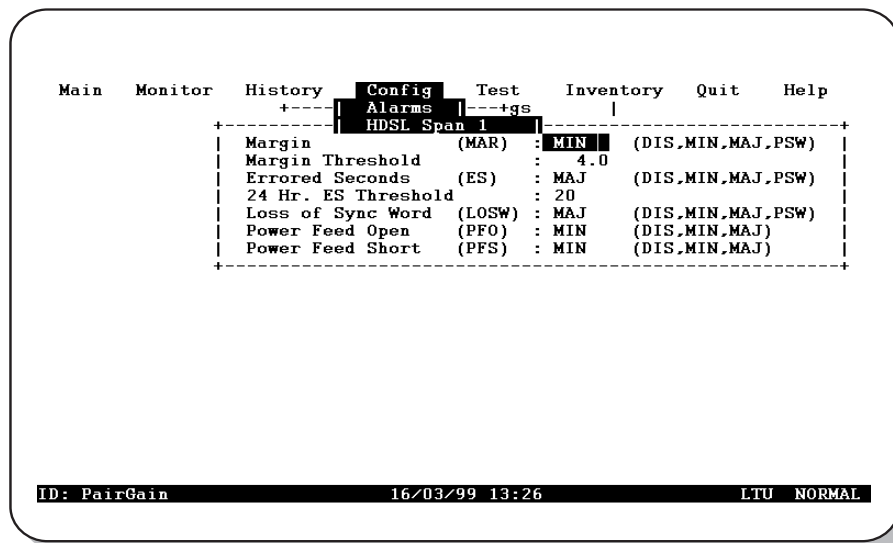 Main Monitor History Config Test Inventory Quit Help
+----| Alarms |---+gs |
+----------| HDSL Span 1 |------------------------------+
| Margin (MAR) : MIN (DIS,MIN,MAJ,PSW) |
| Margin Threshold : 4.0 |
| Errored Seconds (ES) : MAJ (DIS,MIN,MAJ,PSW) |
| 24 Hr. ES Threshold : 20 |
| Loss of Sync Word (LOSW) : MAJ (DIS,MIN,MAJ,PSW) |
| Power Feed Open (PFO) : MIN (DIS,MIN,MAJ) |
| Power Feed Short (PFS) : MIN (DIS,MIN,MAJ) |
+---------------------------------------------------------+
ID: PairGain 16/03/99 13:26 LTU NORMAL